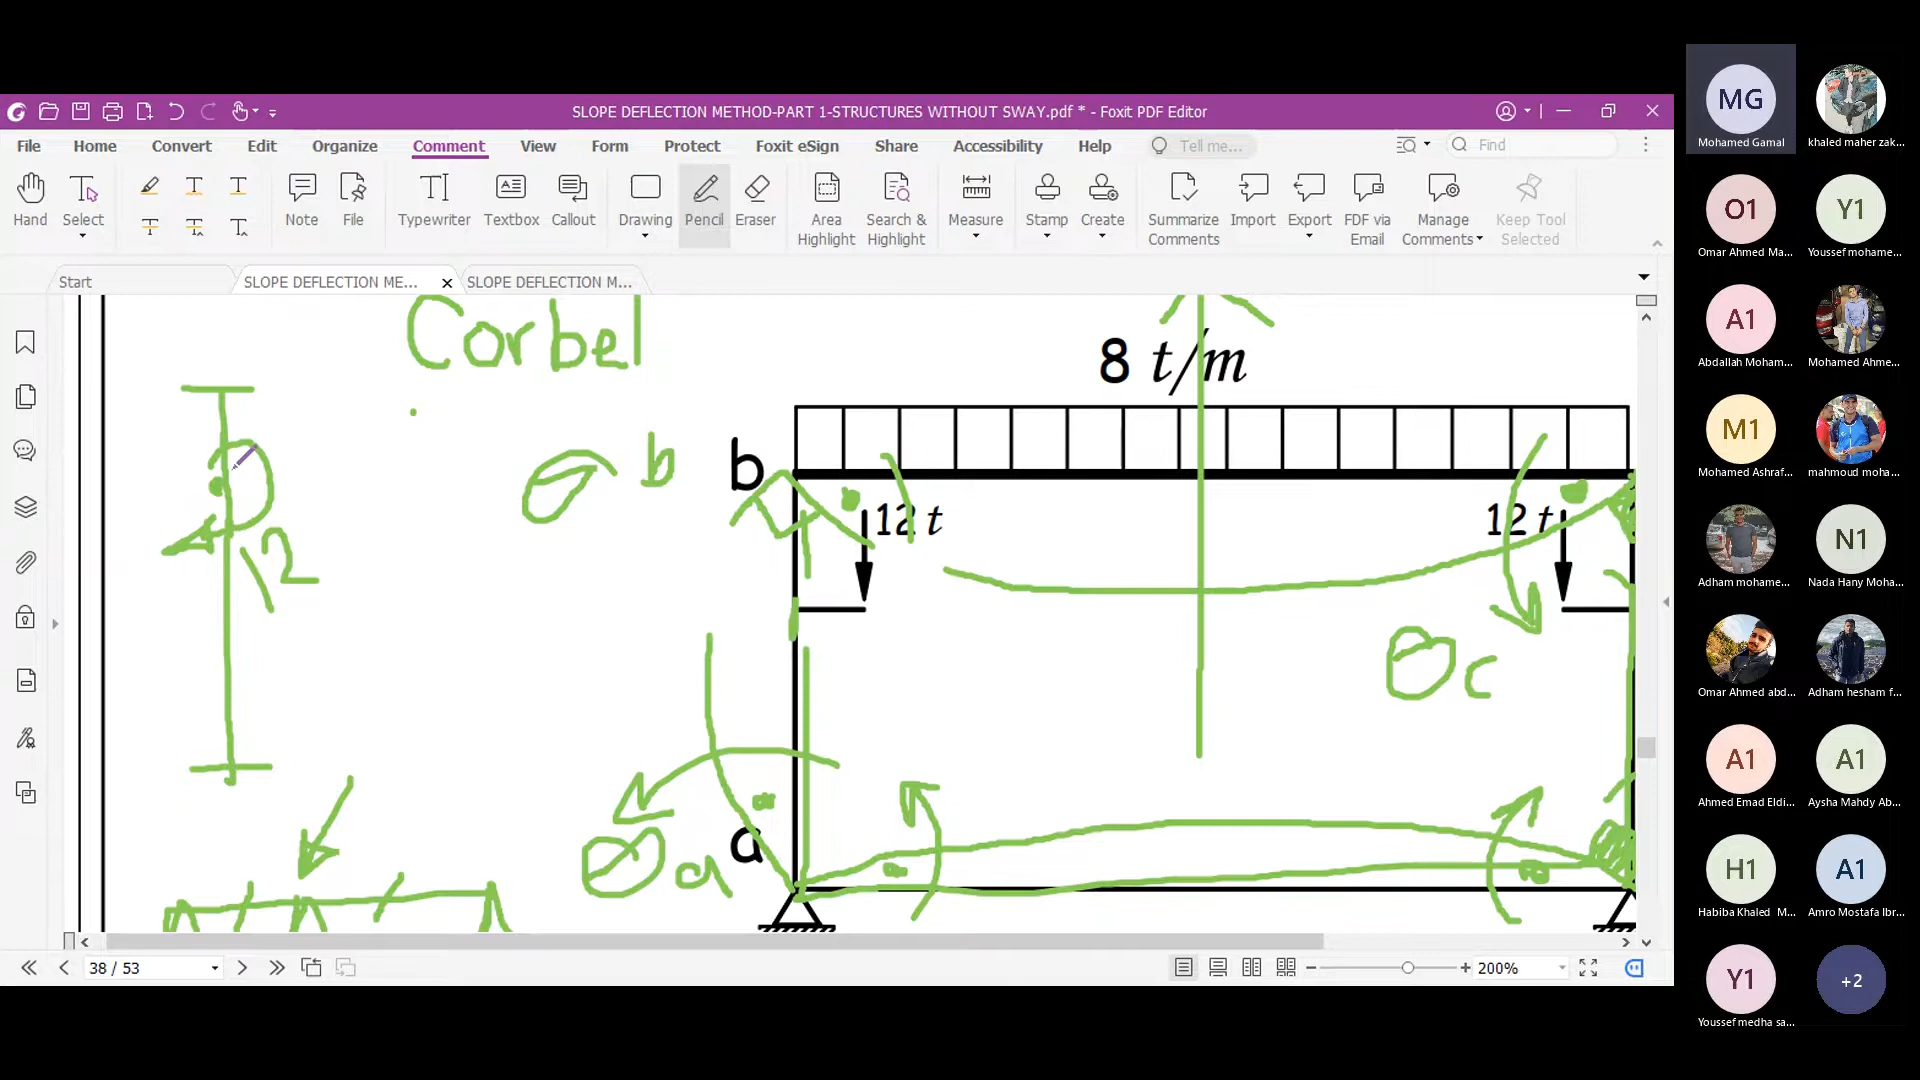 SLOPE DEFLECTION METHOD-PART 1-STRUCTURES WITHOUT SWAY.pdf * - Foxit PDF Editor
File Home Convert Edit Organize Comment View Form Protect Foxit eSign Share Accessibility Help Tell me... Find
Hand Select Note File Typewriter Textbox Callout Drawing Pencil Eraser Area Highlight Search & Highlight Measure Stamp Create Summarize Comments Import Export PDF via Email Manage Comments Keep Tool Selected
Start SLOPE DEFLECTION ME... SLOPE DEFLECTION M...
Corbel
8 t/m
θ b
b
12 t
12 t
12
θ c
θ a
a
38 / 53
200%
MG
Mohamed Gamal
khaled maher zak...
O1
Omar Ahmed Ma...
Y1
Youssef mohame...
A1
Abdallah Moham...
Mohamed Ahme...
M1
Mohamed Ashraf...
mahmoud moha...
Adham mohame...
N1
Nada Hany Moha...
Omar Ahmed abd...
Adham hesham f...
A1
Ahmed Emad Eldi...
A1
Aysha Mahdy Ab...
H1
Habiba Khaled M...
A1
Amro Mostafa Ibr...
Y1
Youssef medha sa...
+2